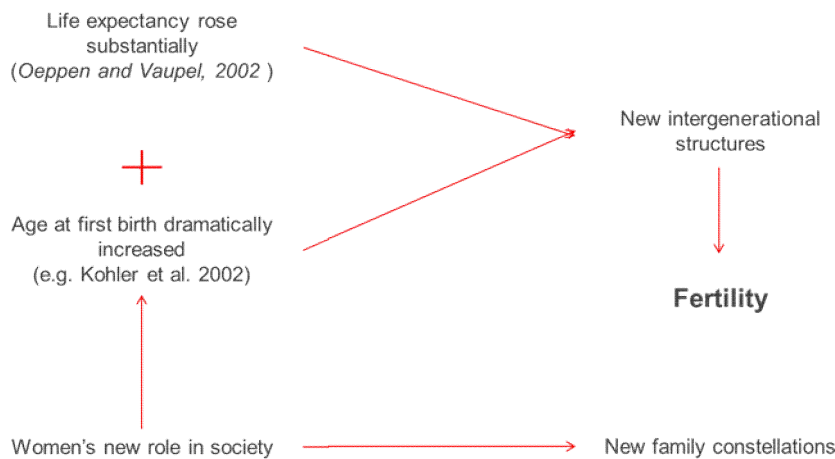 Life expectancy rose
substantially
(Oeppen and Vaupel, 2002 )
New intergenerational
structures
+
Age at first birth dramatically
increased
(e.g. Kohler et al. 2002)
Fertility
Women's new role in society
New family constellations